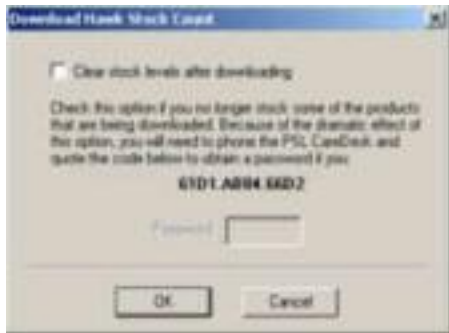 Download Hawk Stock Count
Clear stock levels after downloading
Check this option if you no longer stock some of the products
that are being downloaded. Because of the dramatic effect of
this option, you will need to phone the PSL CareDesk and
quote the code below to obtain a password if you
Password
OK
Cancel